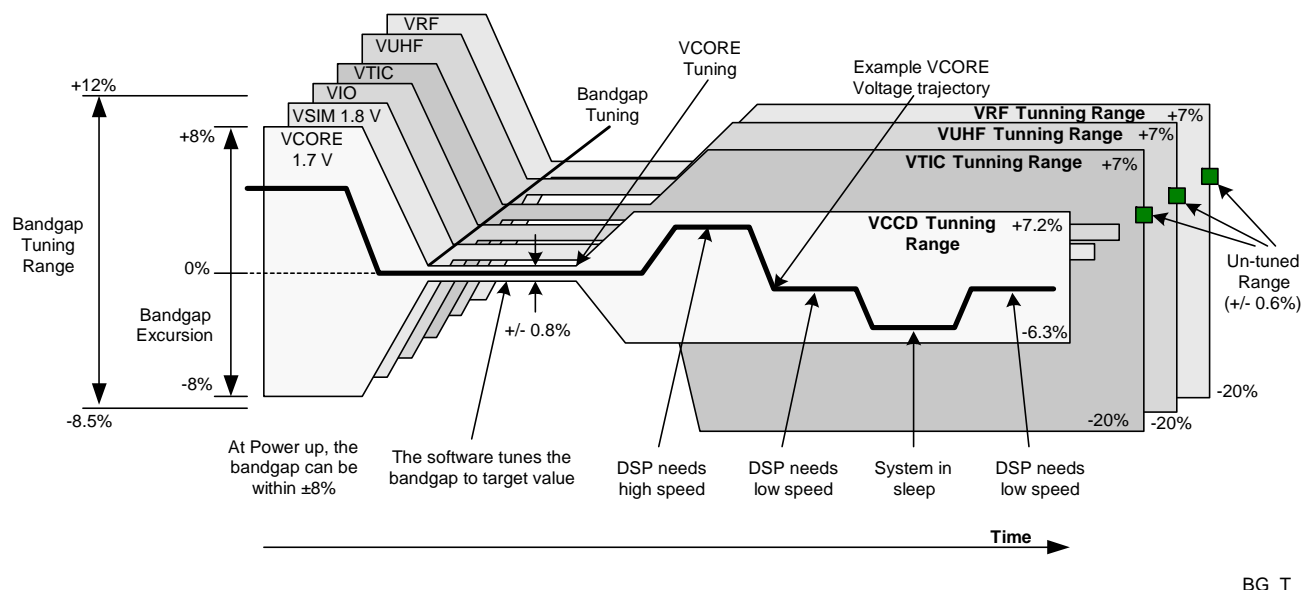 VRF
VUHF
VTIC
VIO
VSIM 1.8 V
VCORE
1.7 V
+12%
+8%
Bandgap
Tuning
Range
0%
Bandgap
Excursion
-8%
-8.5%
VCORE
Tuning
Bandgap
Tuning
Example VCORE
Voltage trajectory
VRF Tunning Range +7%
VUHF Tunning Range +7%
VTIC Tunning Range +7%
VCCD Tunning
Range
+7.2%
-6.3%
+/- 0.8%
Un-tuned
Range
(+/- 0.6%)
-20%
-20%
-20%
At Power up, the
bandgap can be
within ±8%
The software tunes the
bandgap to target value
DSP needs
high speed
DSP needs
low speed
System in
sleep
DSP needs
low speed
Time
BG_T